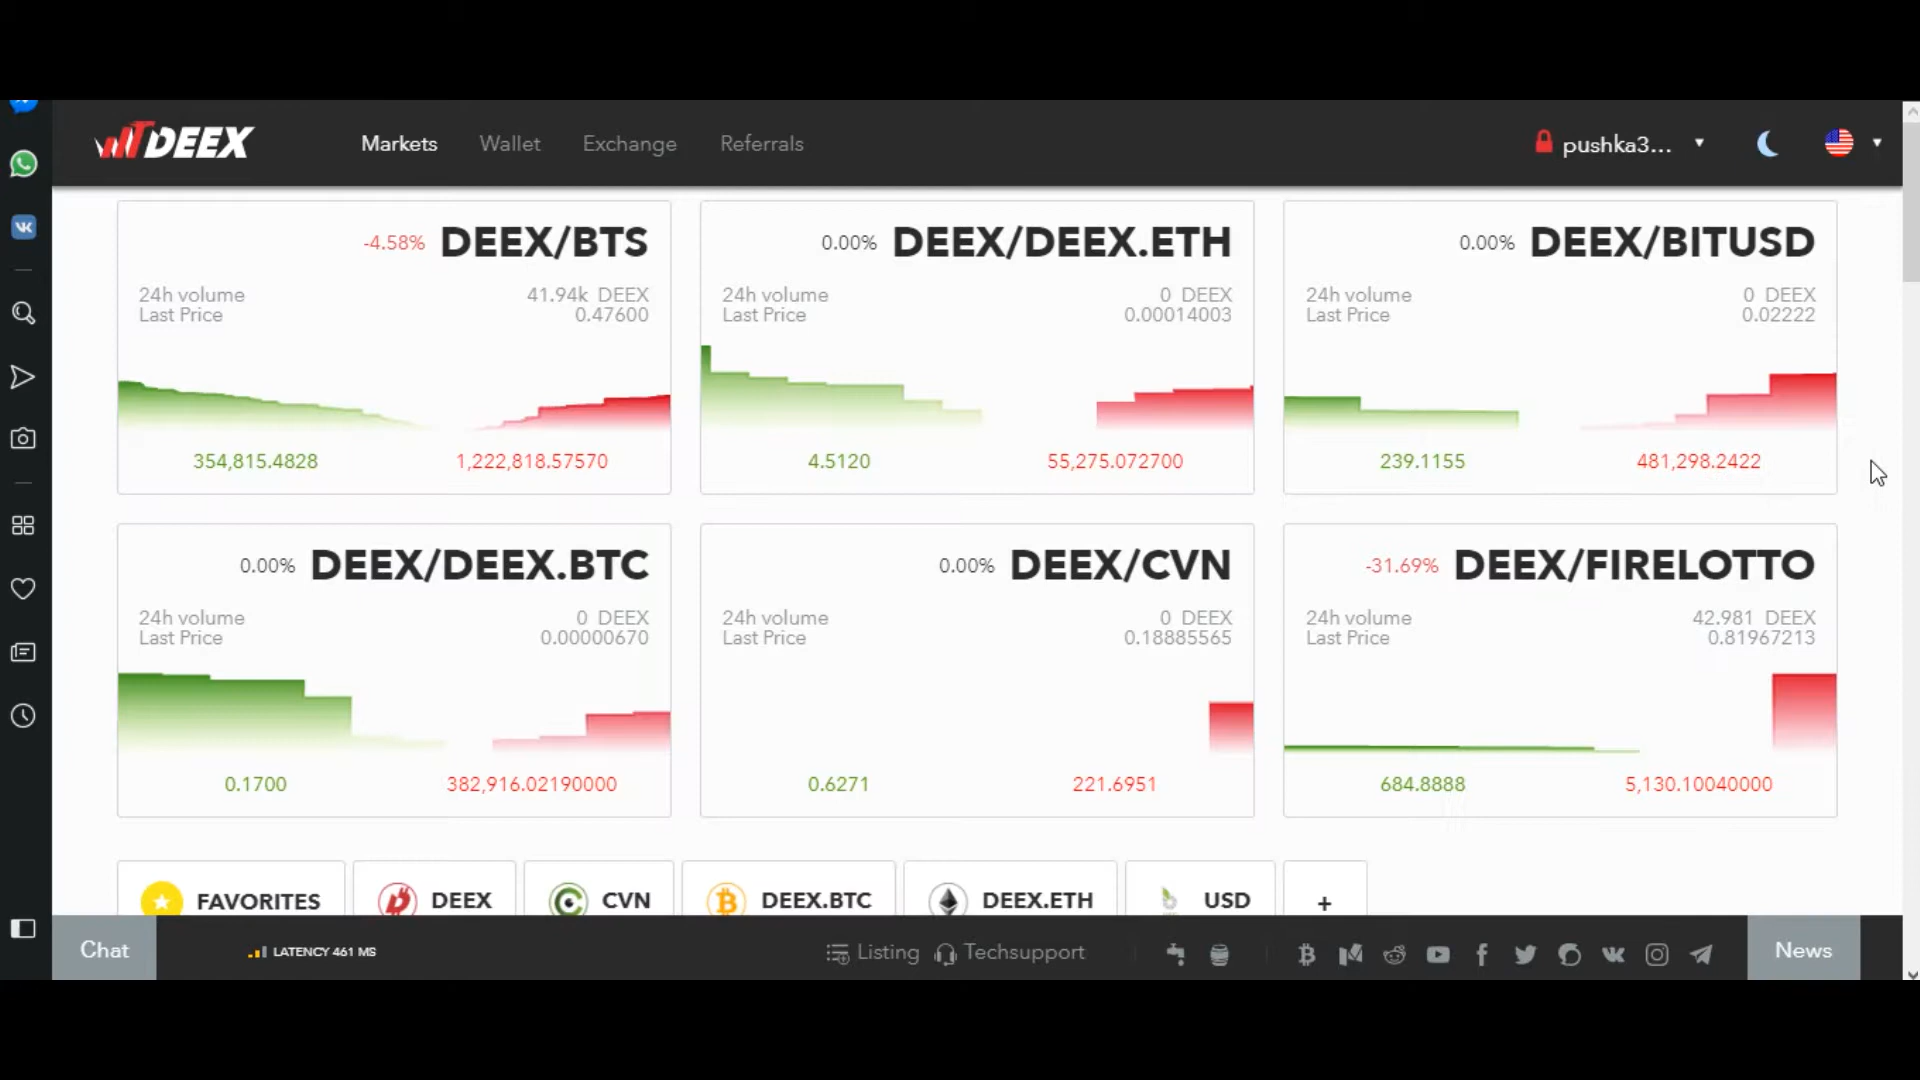 DEEX
Markets Wallet Exchange Referrals
pushka3...
-4.58% DEEX/BTS
24h volume 41.94k DEEX
Last Price 0.47600
354,815.4828 1,222,818.57570
0.00% DEEX/DEEX.ETH
24h volume 0 DEEX
Last Price 0.00014003
4.5120 55,275.072700
0.00% DEEX/BITUSD
24h volume 0 DEEX
Last Price 0.02222
239.1155 481,298.2422
0.00% DEEX/DEEX.BTC
24h volume 0 DEEX
Last Price 0.00000670
0.1700 382,916.02190000
0.00% DEEX/CVN
24h volume 0 DEEX
Last Price 0.18885565
0.6271 221.6951
-31.69% DEEX/FIRELOTTO
24h volume 42.981 DEEX
Last Price 0.81967213
684.8888 5,130.10040000
FAVORITES DEEX CVN DEEX.BTC DEEX.ETH USD +
Chat LATENCY 461 MS Listing Techsupport News